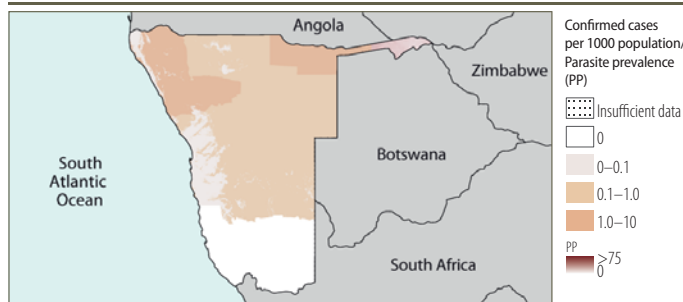 Angola
Zimbabwe
Botswana
South
Atlantic
Ocean
South Africa
Confirmed cases
per 1000 population/
Parasite prevalence
(PP)
Insufficient data
0
0–0.1
0.1–1.0
1.0–10
PP
>75
0